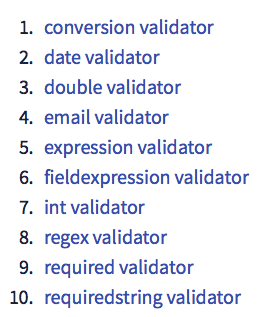 1. conversion validator
2. date validator
3. double validator
4. email validator
5. expression validator
6. fieldexpression validator
7. int validator
8. regex validator
9. required validator
10. requiredstring validator